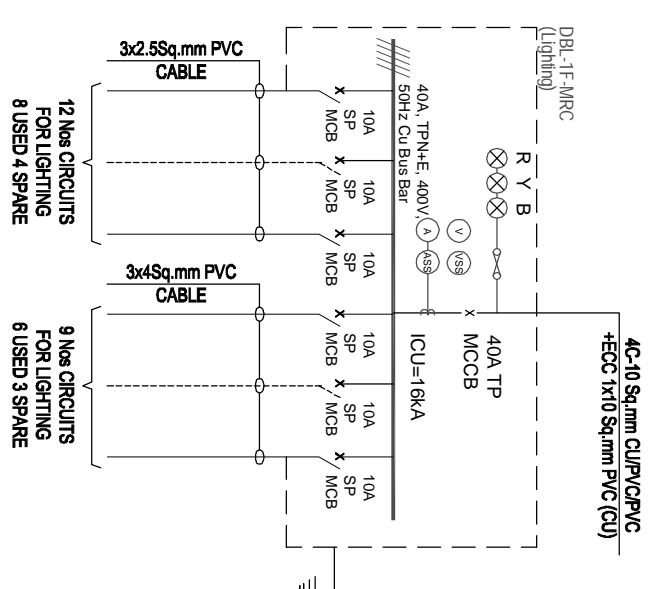 4C-10 Sq.mm CU/PVC/PVC
+ECC 1x10 Sq.mm PVC (CU)
DBL-1F-MRC
(Lighting)
R Y B
V VSS
A ASS
40A TP
MCCB
ICU=16kA
40A, TPN+E, 400V,
50Hz Cu Bus Bar
10A
SP
MCB
10A
SP
MCB
10A
SP
MCB
10A
SP
MCB
10A
SP
MCB
10A
SP
MCB
3x2.5Sq.mm PVC
CABLE
3x4Sq.mm PVC
CABLE
12 Nos CIRCUITS
FOR LIGHTING
8 USED 4 SPARE
9 Nos CIRCUITS
FOR LIGHTING
6 USED 3 SPARE